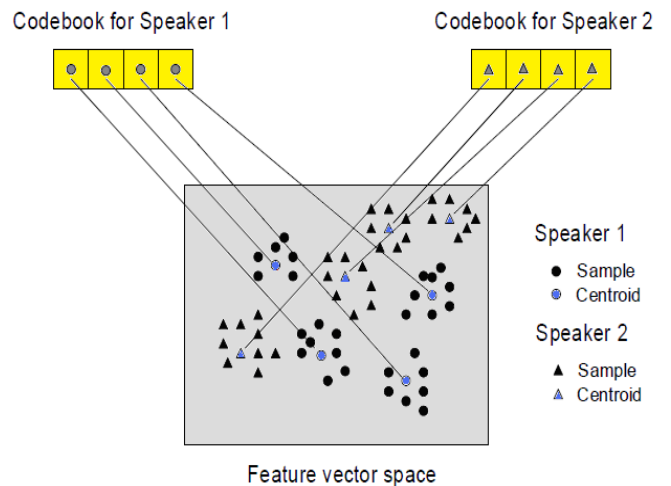 Codebook for Speaker 1
Codebook for Speaker 2
Speaker 1
Sample
Centroid
Speaker 2
Sample
Centroid
Feature vector space